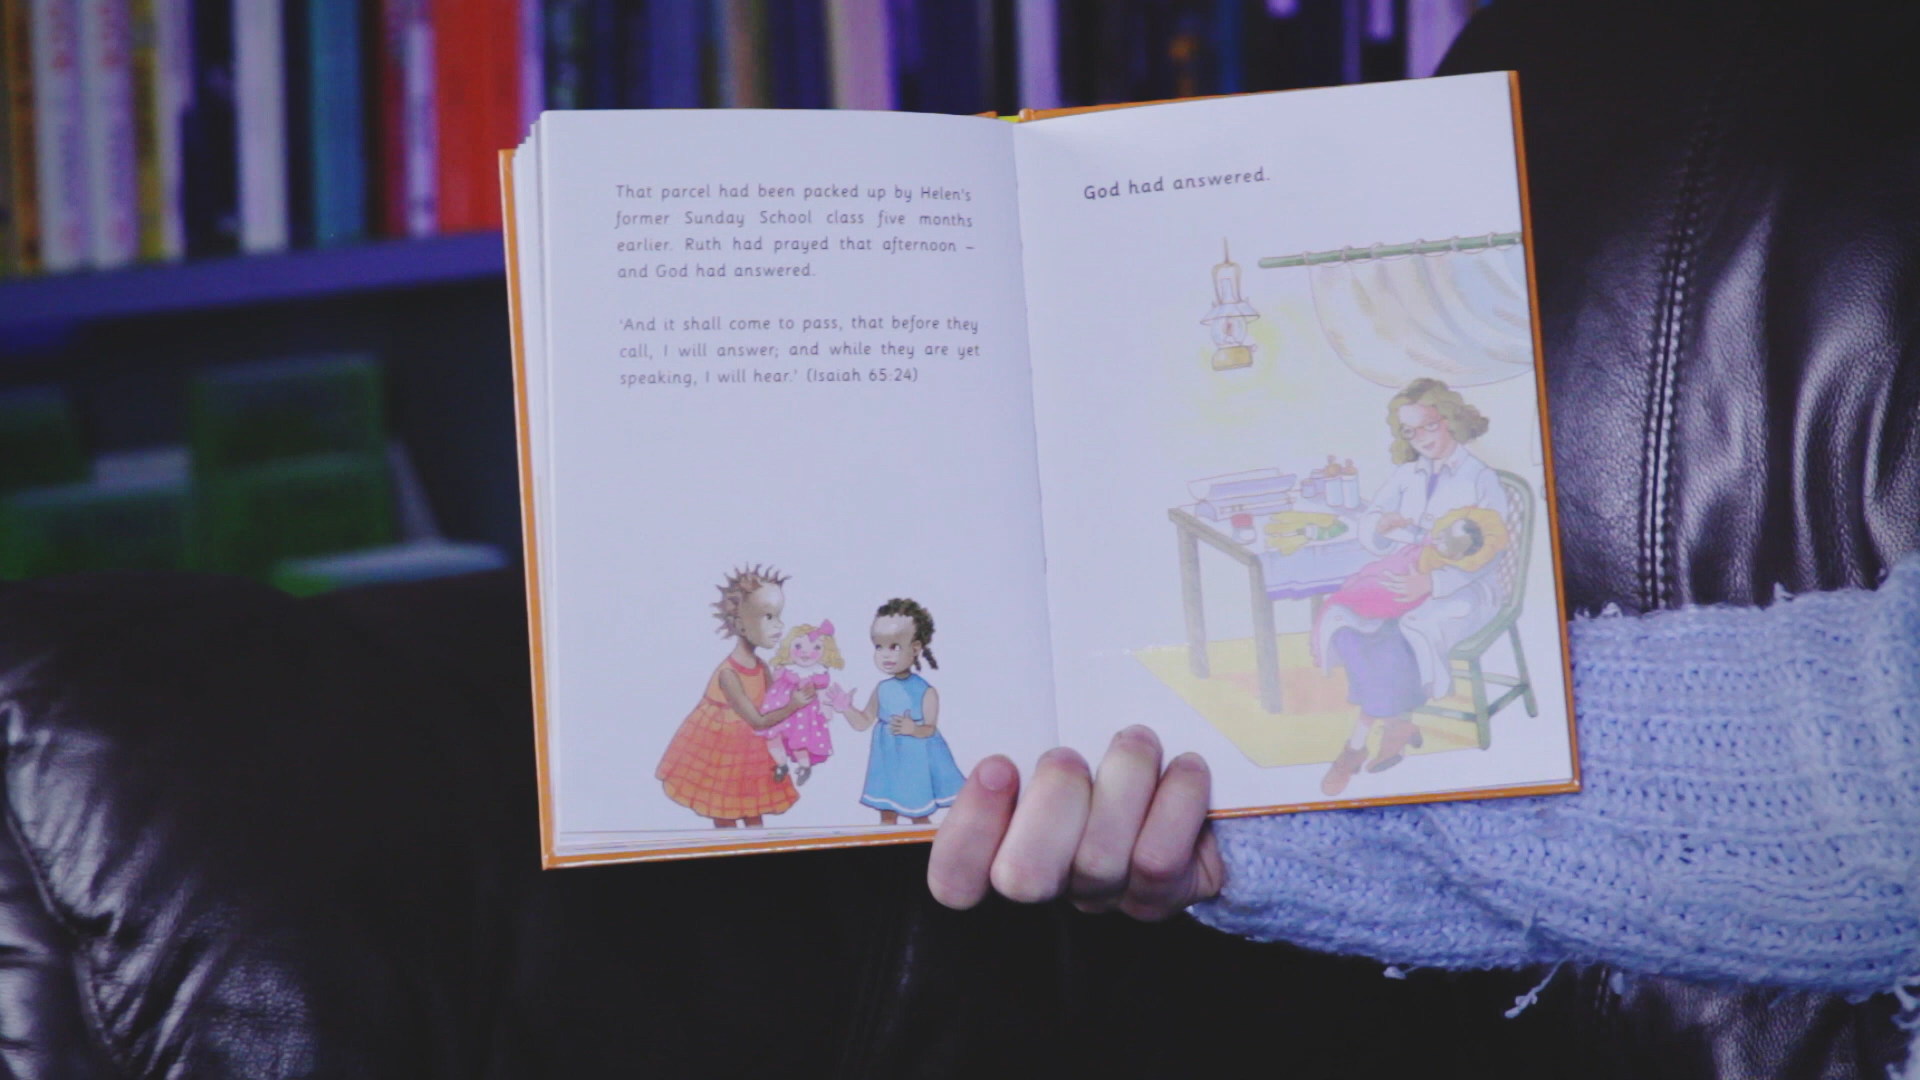 That parcel had been packed up by Helen's
former Sunday School class five months
earlier. Ruth had prayed that afternoon –
and God had answered.
'And it shall come to pass, that before they
call, I will answer; and while they are yet
speaking, I will hear.' (Isaiah 65:24)
God had answered.